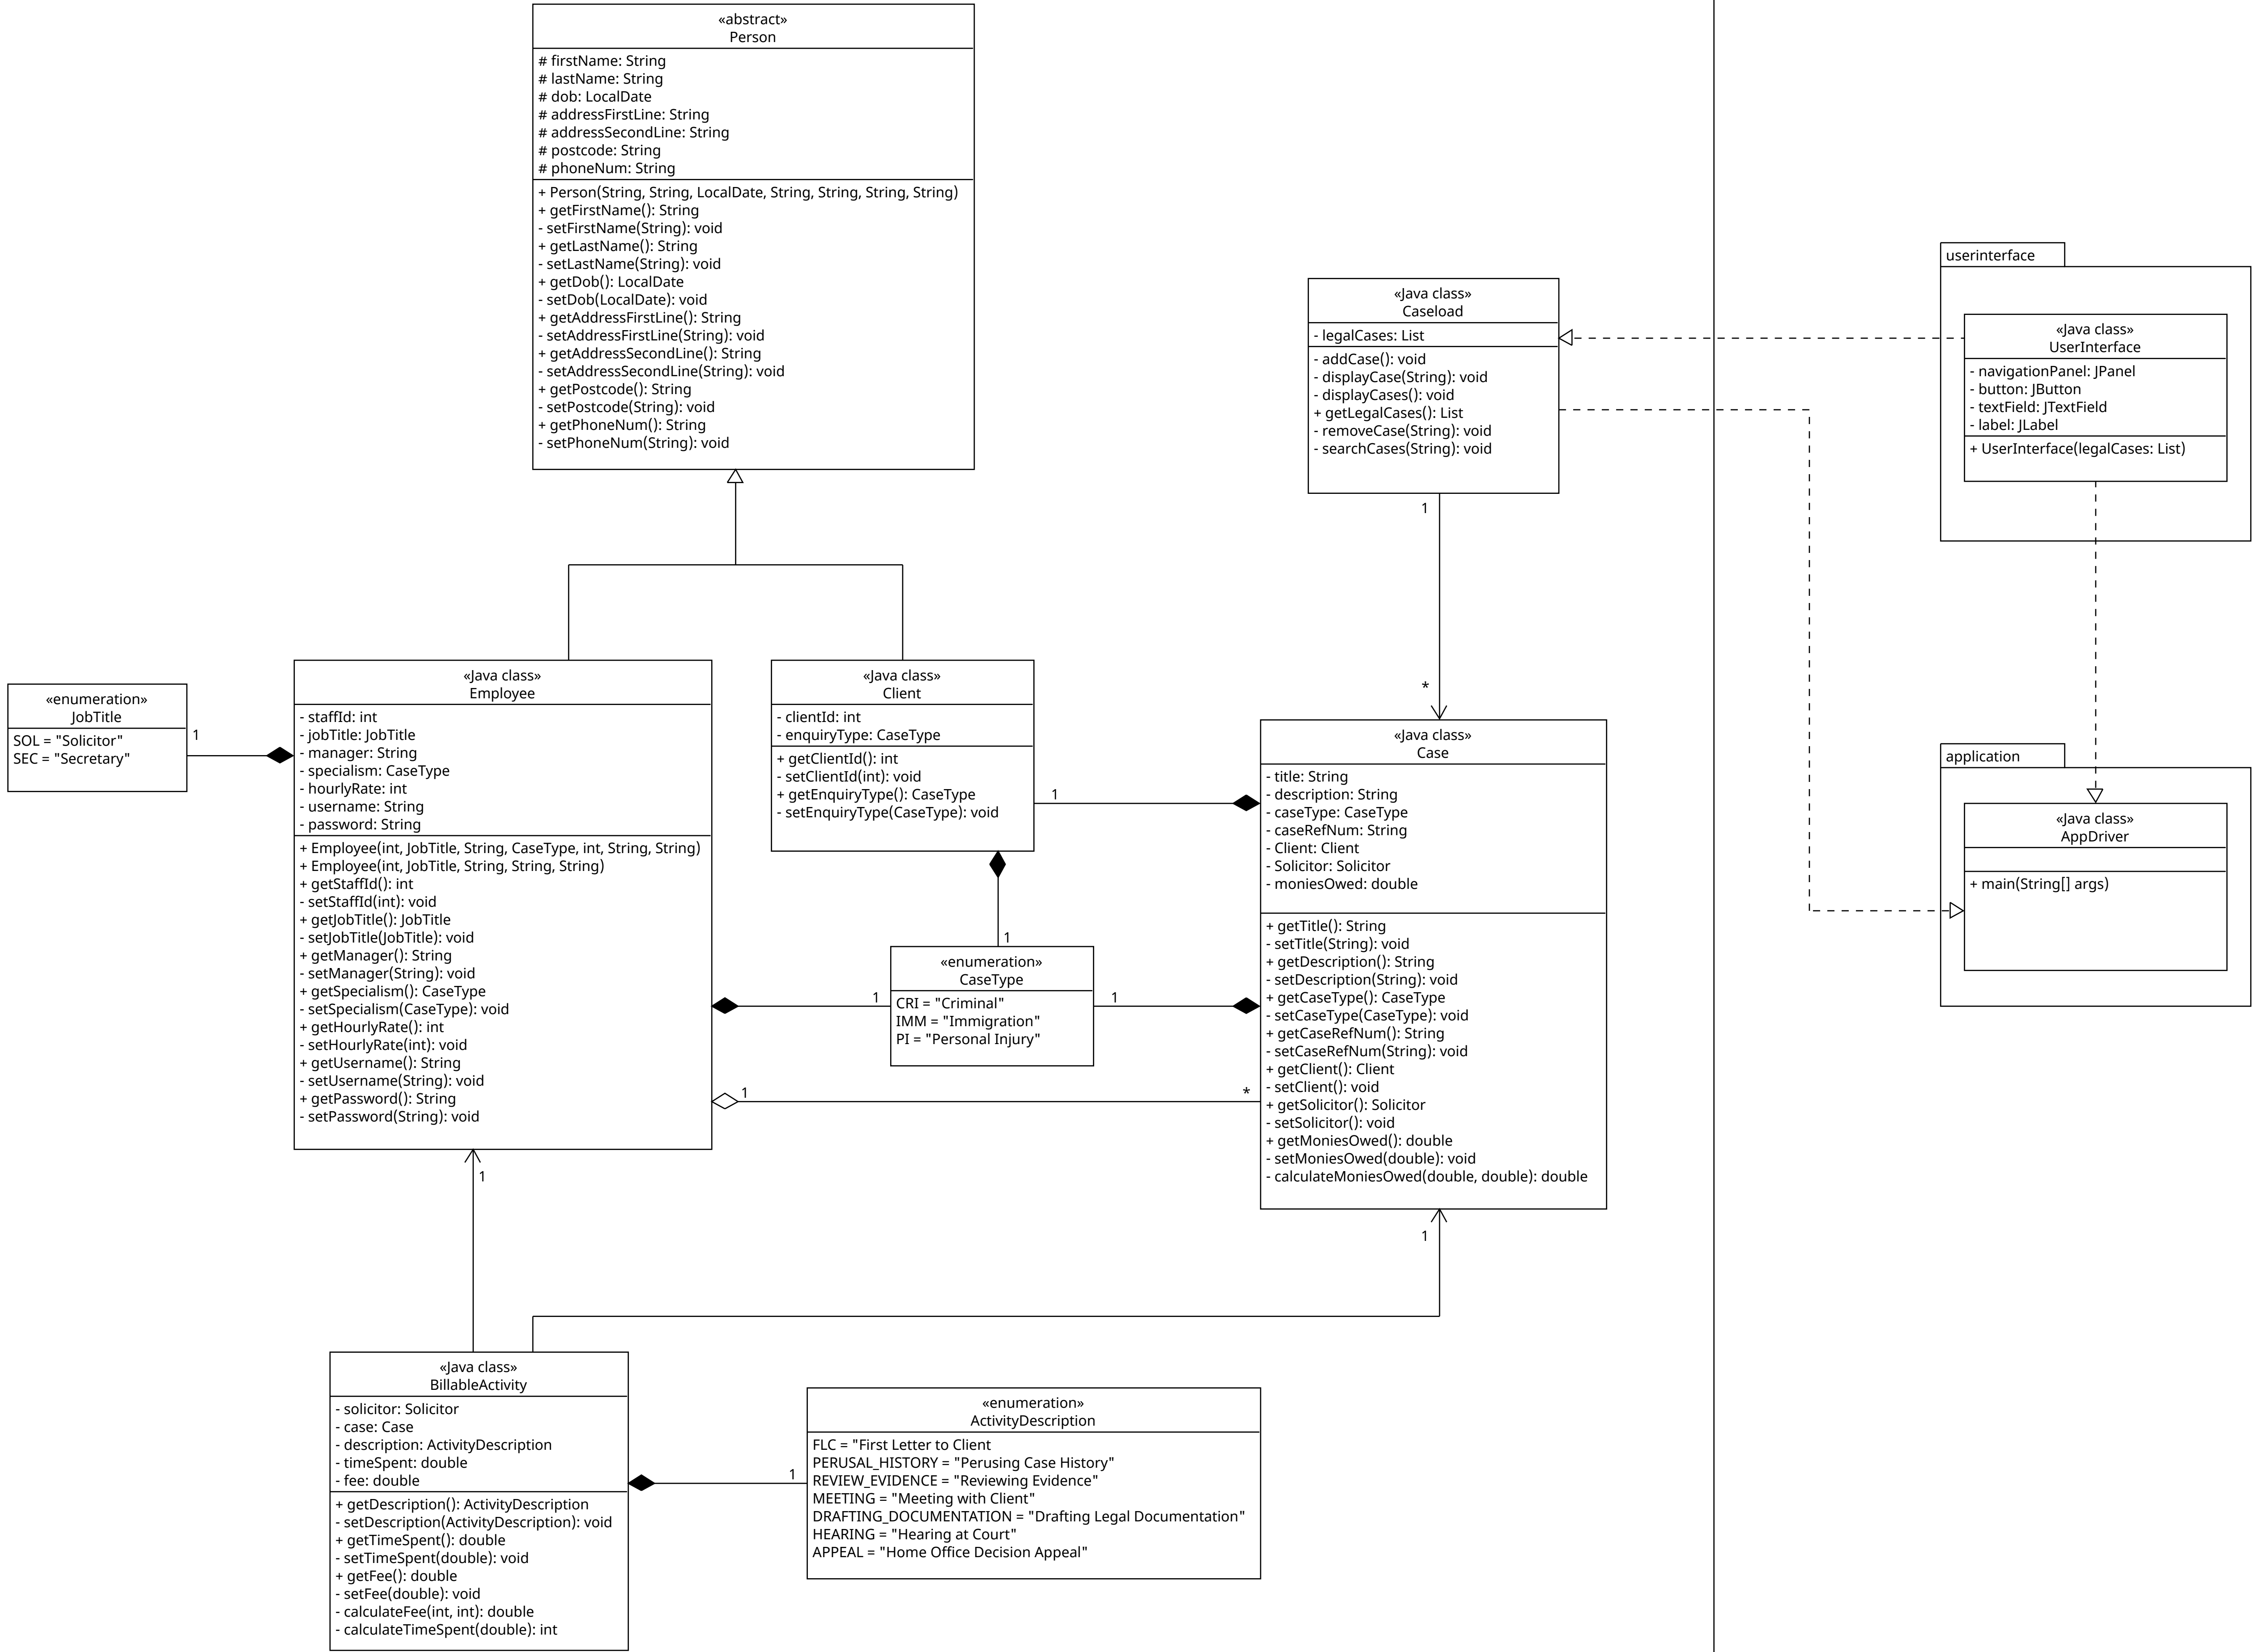 «abstract»
Person
# firstName: String
# lastName: String
# dob: LocalDate
# addressFirstLine: String
# addressSecondLine: String
# postcode: String
# phoneNum: String
+ Person(String, String, LocalDate, String, String, String, String)
+ getFirstName(): String
- setFirstName(String): void
+ getLastName(): String
- setLastName(String): void
+ getDob(): LocalDate
- setDob(LocalDate): void
+ getAddressFirstLine(): String
- setAddressFirstLine(String): void
+ getAddressSecondLine(): String
- setAddressSecondLine(String): void
+ getPostcode(): String
- setPostcode(String): void
+ getPhoneNum(): String
- setPhoneNum(String): void
«Java class»
Caseload
- legalCases: List
- addCase(): void
- displayCase(String): void
- displayCases(): void
+ getLegalCases(): List
- removeCase(String): void
- searchCases(String): void
1
*
userinterface
«Java class»
UserInterface
- navigationPanel: JPanel
- button: JButton
- textField: JTextField
- label: JLabel
+ UserInterface(legalCases: List)
«enumeration»
JobTitle
SOL = "Solicitor"
SEC = "Secretary"
1
«Java class»
Employee
- staffId: int
- jobTitle: JobTitle
- manager: String
- specialism: CaseType
- hourlyRate: int
- username: String
- password: String
+ Employee(int, JobTitle, String, CaseType, int, String, String)
+ Employee(int, JobTitle, String, String, String)
+ getStaffId(): int
- setStaffId(int): void
+ getJobTitle(): JobTitle
- setJobTitle(JobTitle): void
+ getManager(): String
- setManager(String): void
+ getSpecialism(): CaseType
- setSpecialism(CaseType): void
+ getHourlyRate(): int
- setHourlyRate(int): void
+ getUsername(): String
- setUsername(String): void
+ getPassword(): String
- setPassword(String): void
«Java class»
Client
- clientId: int
- enquiryType: CaseType
+ getClientId(): int
- setClientId(int): void
+ getEnquiryType(): CaseType
- setEnquiryType(CaseType): void
1
1
«enumeration»
CaseType
CRI = "Criminal"
IMM = "Immigration"
PI = "Personal Injury"
1
1
1
*
«Java class»
Case
- title: String
- description: String
- caseType: CaseType
- caseRefNum: String
- Client: Client
- Solicitor: Solicitor
- moniesOwed: double
+ getTitle(): String
- setTitle(String): void
+ getDescription(): String
- setDescription(String): void
+ getCaseType(): CaseType
- setCaseType(CaseType): void
+ getCaseRefNum(): String
- setCaseRefNum(String): void
+ getClient(): Client
- setClient(): void
+ getSolicitor(): Solicitor
- setSolicitor(): void
+ getMoniesOwed(): double
- setMoniesOwed(double): void
- calculateMoniesOwed(double, double): double
application
«Java class»
AppDriver
+ main(String[] args)
1
1
«Java class»
BillableActivity
- solicitor: Solicitor
- case: Case
- description: ActivityDescription
- timeSpent: double
- fee: double
+ getDescription(): ActivityDescription
- setDescription(ActivityDescription): void
+ getTimeSpent(): double
- setTimeSpent(double): void
+ getFee(): double
- setFee(double): void
- calculateFee(int, int): double
- calculateTimeSpent(double): int
1
«enumeration»
ActivityDescription
FLC = "First Letter to Client
PERUSAL_HISTORY = "Perusing Case History"
REVIEW_EVIDENCE = "Reviewing Evidence"
MEETING = "Meeting with Client"
DRAFTING_DOCUMENTATION = "Drafting Legal Documentation"
HEARING = "Hearing at Court"
APPEAL = "Home Office Decision Appeal"